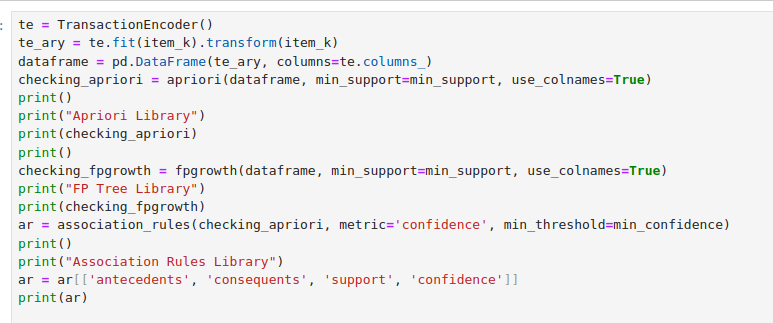 :
te = TransactionEncoder()
te_ary = te.fit(item_k).transform(item_k)
dataframe = pd.DataFrame(te_ary, columns=te.columns_)
checking_apriori = apriori(dataframe, min_support=min_support, use_colnames=True)
print()
print("Apriori Library")
print(checking_apriori)
print()
checking_fpgrowth = fpgrowth(dataframe, min_support=min_support, use_colnames=True)
print("FP Tree Library")
print(checking_fpgrowth)
ar = association_rules(checking_apriori, metric='confidence', min_threshold=min_confidence)
print()
print("Association Rules Library")
ar = ar[['antecedents', 'consequents', 'support', 'confidence']]
print(ar)